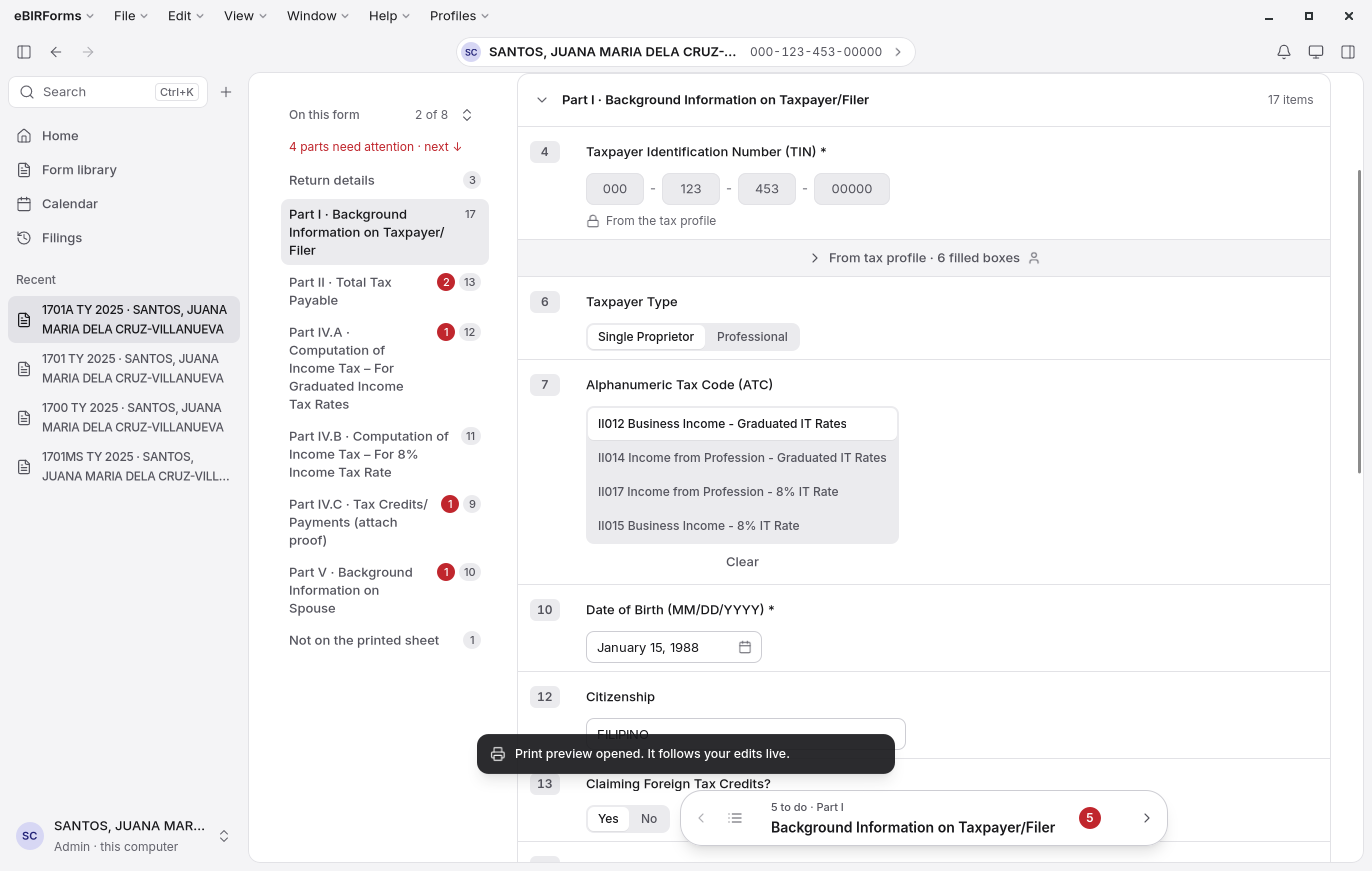 eBIRForms File Edit View Window Help Profiles
SC SANTOS, JUANA MARIA DELA CRUZ-... 000-123-453-00000
Search Ctrl+K
Home
Form library
Calendar
Filings
Recent
1701A TY 2025 · SANTOS, JUANA
MARIA DELA CRUZ-VILLANUEVA
1701 TY 2025 · SANTOS, JUANA
MARIA DELA CRUZ-VILLANUEVA
1700 TY 2025 · SANTOS, JUANA
MARIA DELA CRUZ-VILLANUEVA
1701MS TY 2025 · SANTOS,
JUANA MARIA DELA CRUZ-VILL...
SC SANTOS, JUANA MAR...
Admin · this computer
On this form 2 of 8
4 parts need attention · next ↓
Return details 3
Part I · Background 17
Information on Taxpayer/
Filer
Part II · Total Tax 2 13
Payable
Part IV.A · 1 12
Computation of
Income Tax – For
Graduated Income
Tax Rates
Part IV.B · Computation of 11
Income Tax – For 8%
Income Tax Rate
Part IV.C · Tax Credits/ 1 9
Payments (attach
proof)
Part V · Background 1 10
Information on
Spouse
Not on the printed sheet 1
Part I · Background Information on Taxpayer/Filer 17 items
4 Taxpayer Identification Number (TIN) *
000 - 123 - 453 - 00000
From the tax profile
From tax profile · 6 filled boxes
6 Taxpayer Type
Single Proprietor Professional
7 Alphanumeric Tax Code (ATC)
II012 Business Income - Graduated IT Rates
II014 Income from Profession - Graduated IT Rates
II017 Income from Profession - 8% IT Rate
II015 Business Income - 8% IT Rate
Clear
10 Date of Birth (MM/DD/YYYY) *
January 15, 1988
12 Citizenship
FILIPINO
Print preview opened. It follows your edits live.
13 Claiming Foreign Tax Credits?
Yes No
5 to do · Part I
Background Information on Taxpayer/Filer 5